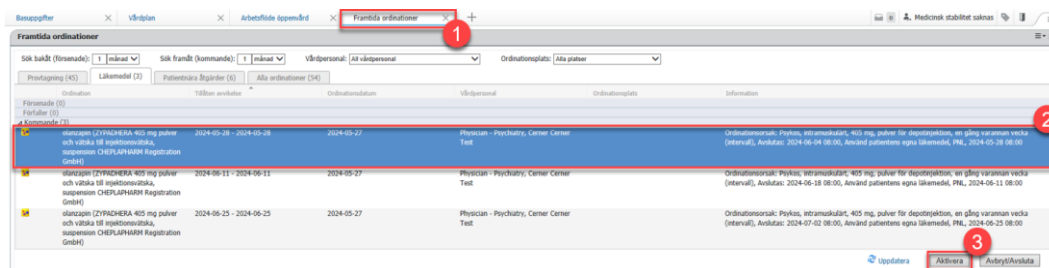 Basuppgifter Vårdplan Arbetsflöde öppenvård Framtida ordinationer Medicinsk stabilitet saknas
1
Framtida ordinationer
Sök bakåt (försenade): 1 månad Sök framåt (kommande): 1 månad Vårdpersonal: All vårdpersonal Ordinationsplats: Alla platser
Provtagning (45) Läkemedel (3) Patientnära åtgärder (6) Alla ordinationer (54)
Ordination Tillåten avvikelse Ordinationsdatum Vårdpersonal Ordinationsplats Information
Försenade (0)
Förfaller (0)
Kommande (3)
2
olanzapin (ZYPADHERA 405 mg pulver 2024-05-28 - 2024-05-28 2024-05-27 Physician - Psychiatry, Cerner Cerner Ordinationsorsak: Psykos, intramuskulärt, 405 mg, pulver för depotinjektion, en gång varannan vecka
och vätska till injektionsvätska, Test (intervall), Avslutas: 2024-06-04 08:00, Använd patientens egna läkemedel, PNL, 2024-05-28 08:00
suspension CHEPLAPHARM Registration
GmbH)
olanzapin (ZYPADHERA 405 mg pulver 2024-06-11 - 2024-06-11 2024-05-27 Physician - Psychiatry, Cerner Cerner Ordinationsorsak: Psykos, intramuskulärt, 405 mg, pulver för depotinjektion, en gång varannan vecka
och vätska till injektionsvätska, Test (intervall), Avslutas: 2024-06-18 08:00, Använd patientens egna läkemedel, PNL, 2024-06-11 08:00
suspension CHEPLAPHARM Registration
GmbH)
olanzapin (ZYPADHERA 405 mg pulver 2024-06-25 - 2024-06-25 2024-05-27 Physician - Psychiatry, Cerner Cerner Ordinationsorsak: Psykos, intramuskulärt, 405 mg, pulver för depotinjektion, en gång varannan vecka
och vätska till injektionsvätska, Test (intervall), Avslutas: 2024-07-02 08:00, Använd patientens egna läkemedel, PNL, 2024-06-25 08:00
suspension CHEPLAPHARM Registration
GmbH)
3
Uppdatera Aktivera Avbryt/Avsluta